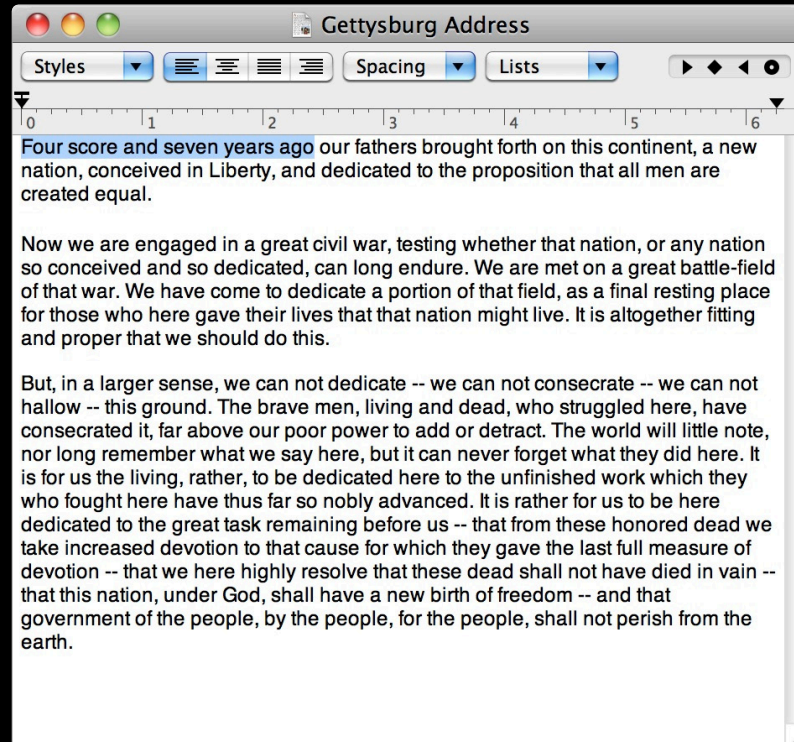 Gettysburg Address
Styles Spacing Lists
0 1 2 3 4 5 6
Four score and seven years ago our fathers brought forth on this continent, a new
nation, conceived in Liberty, and dedicated to the proposition that all men are
created equal.
Now we are engaged in a great civil war, testing whether that nation, or any nation
so conceived and so dedicated, can long endure. We are met on a great battle-field
of that war. We have come to dedicate a portion of that field, as a final resting place
for those who here gave their lives that that nation might live. It is altogether fitting
and proper that we should do this.
But, in a larger sense, we can not dedicate -- we can not consecrate -- we can not
hallow -- this ground. The brave men, living and dead, who struggled here, have
consecrated it, far above our poor power to add or detract. The world will little note,
nor long remember what we say here, but it can never forget what they did here. It
is for us the living, rather, to be dedicated here to the unfinished work which they
who fought here have thus far so nobly advanced. It is rather for us to be here
dedicated to the great task remaining before us -- that from these honored dead we
take increased devotion to that cause for which they gave the last full measure of
devotion -- that we here highly resolve that these dead shall not have died in vain --
that this nation, under God, shall have a new birth of freedom -- and that
government of the people, by the people, for the people, shall not perish from the
earth.